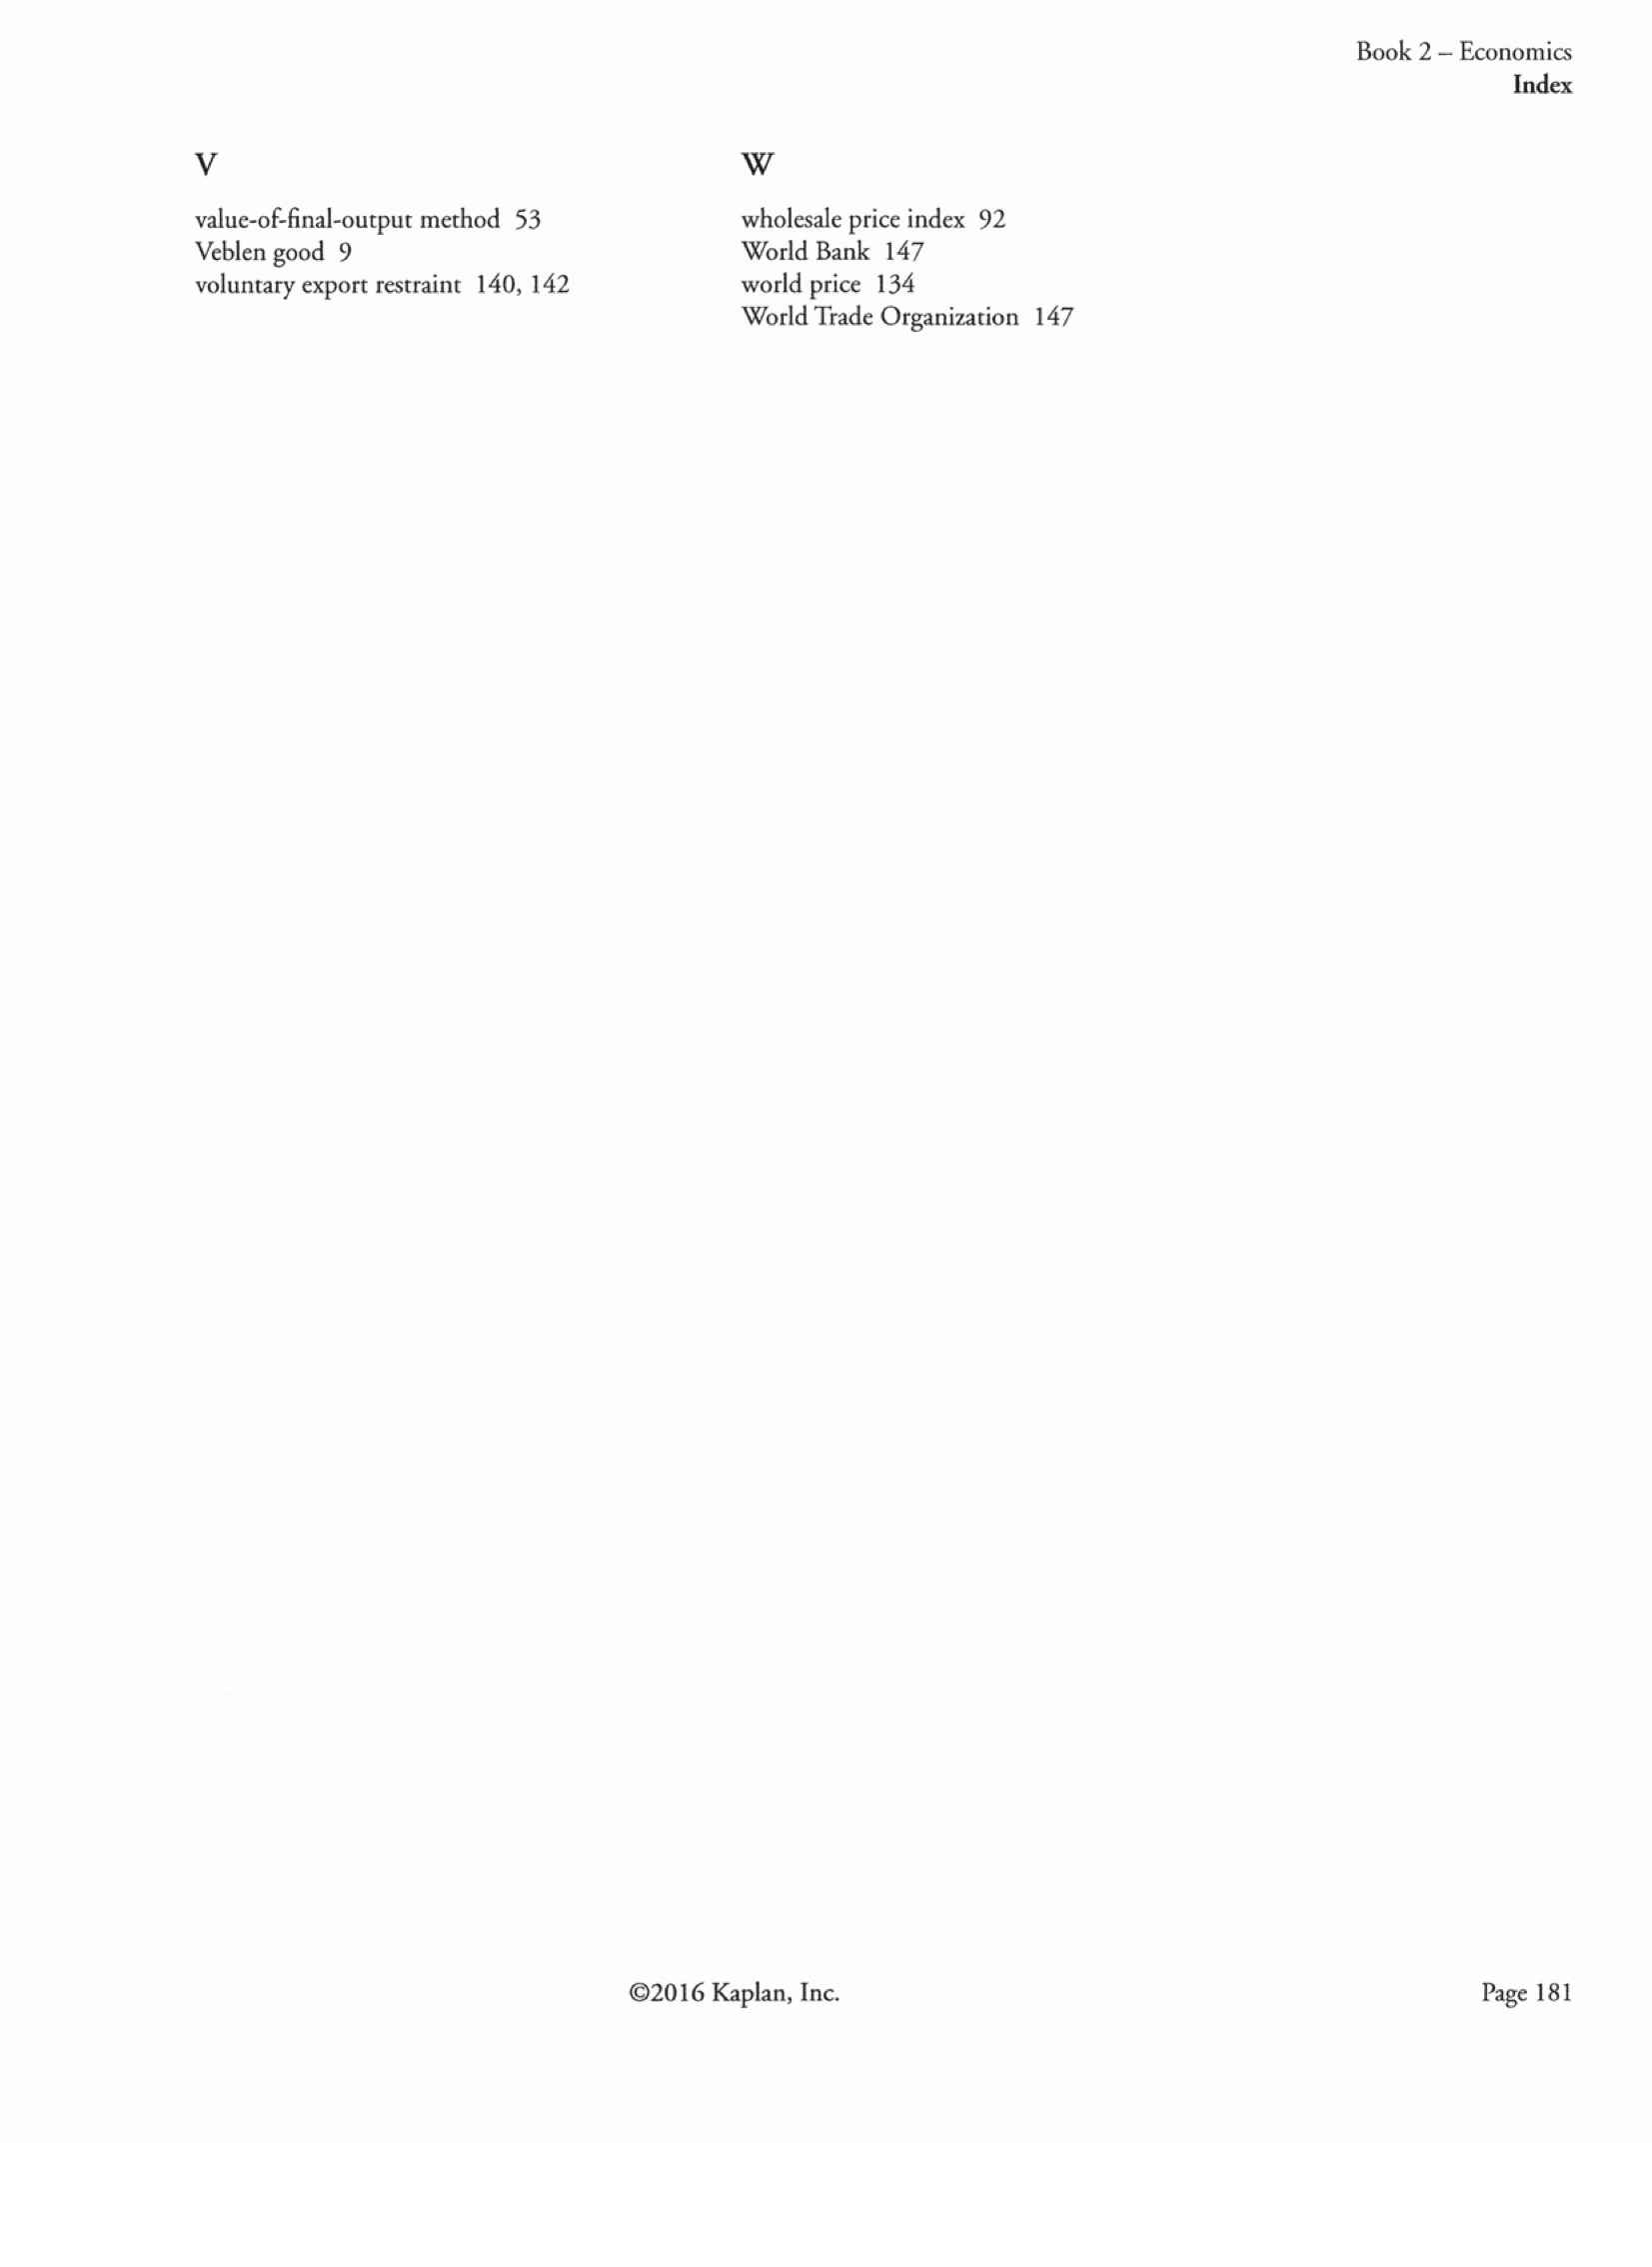 Book 2 – Economics
Index
V
value-of-final-output method 53
Veblen good 9
voluntary export restraint 140, 142
W
wholesale price index 92
World Bank 147
world price 134
World Trade Organization 147
©2016 Kaplan, Inc.
Page 181